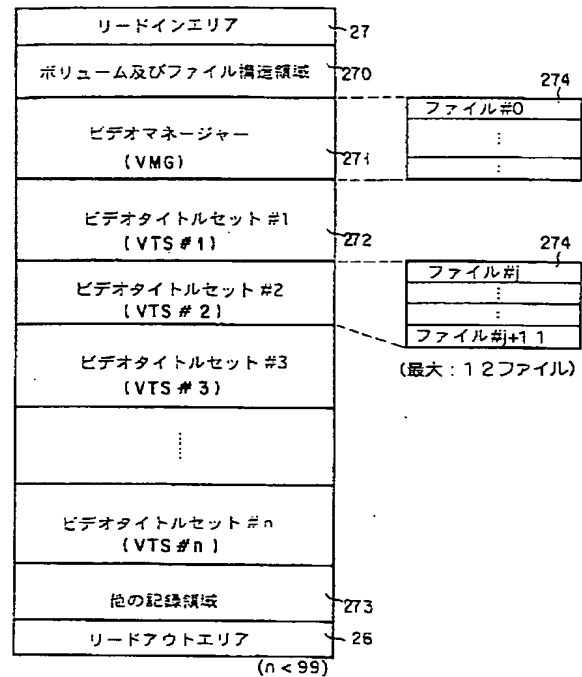 リードインエリア
27
ボリューム及びファイル構造領域
270
ビデオマネージャー
(VMG)
271
274
ファイル#0
⋮
:
ビデオタイトルセット #1
(VTS #1)
272
ビデオタイトルセット #2
(VTS # 2)
274
ファイル#j
⋮
:
ファイル#j+11
(最大:12ファイル)
ビデオタイトルセット #3
(VTS # 3)
⋮
ビデオタイトルセット #n
(VTS #n)
他の記録領域
273
リードアウトエリア
26
(n<99)